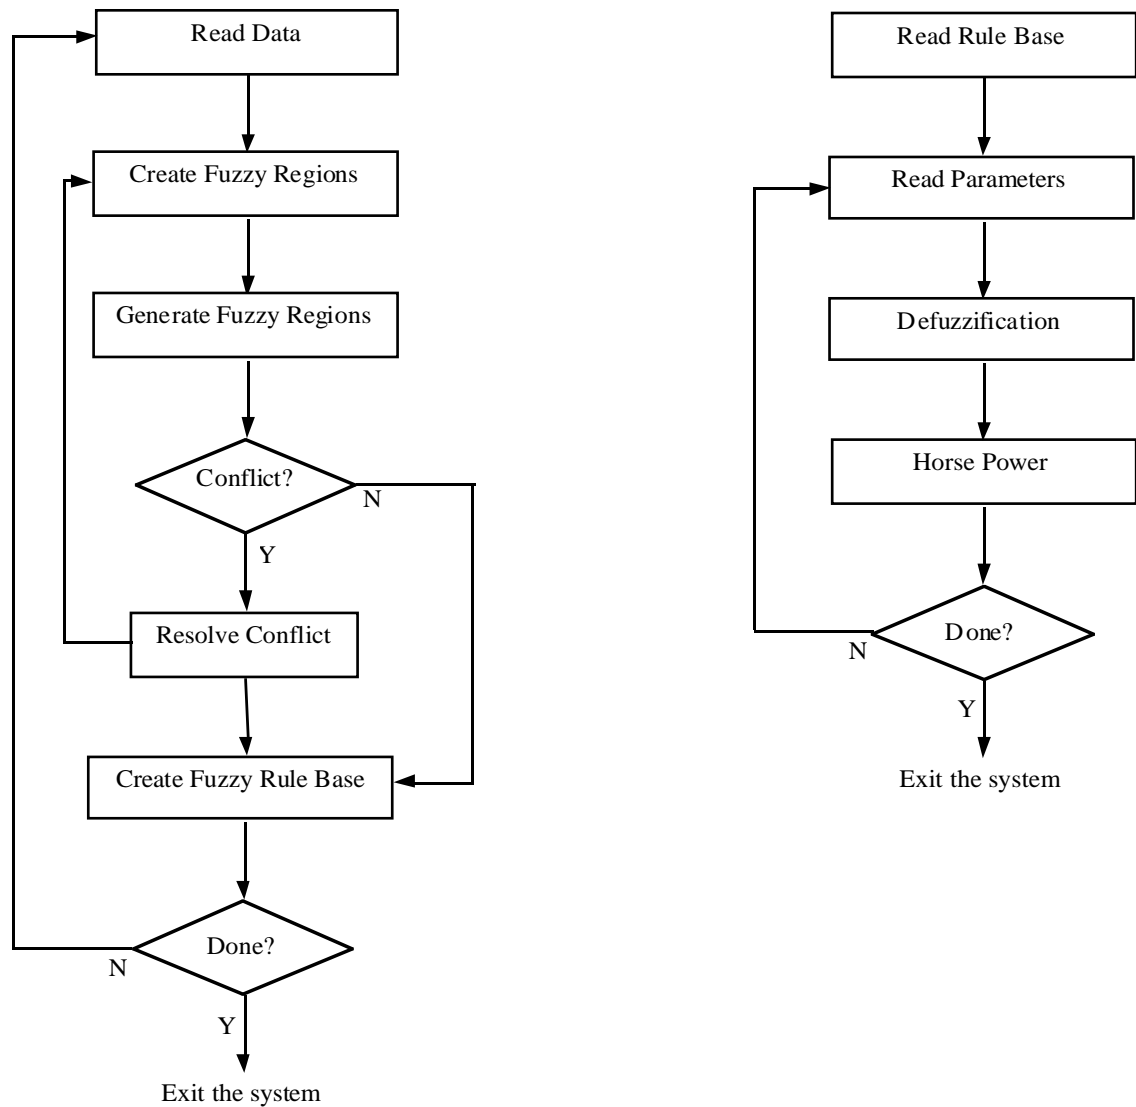 Read Data
Create Fuzzy Regions
Generate Fuzzy Regions
Conflict?
N
Y
Resolve Conflict
Create Fuzzy Rule Base
Done?
N
Y
Exit the system
Read Rule Base
Read Parameters
Defuzzification
Horse Power
Done?
N
Y
Exit the system